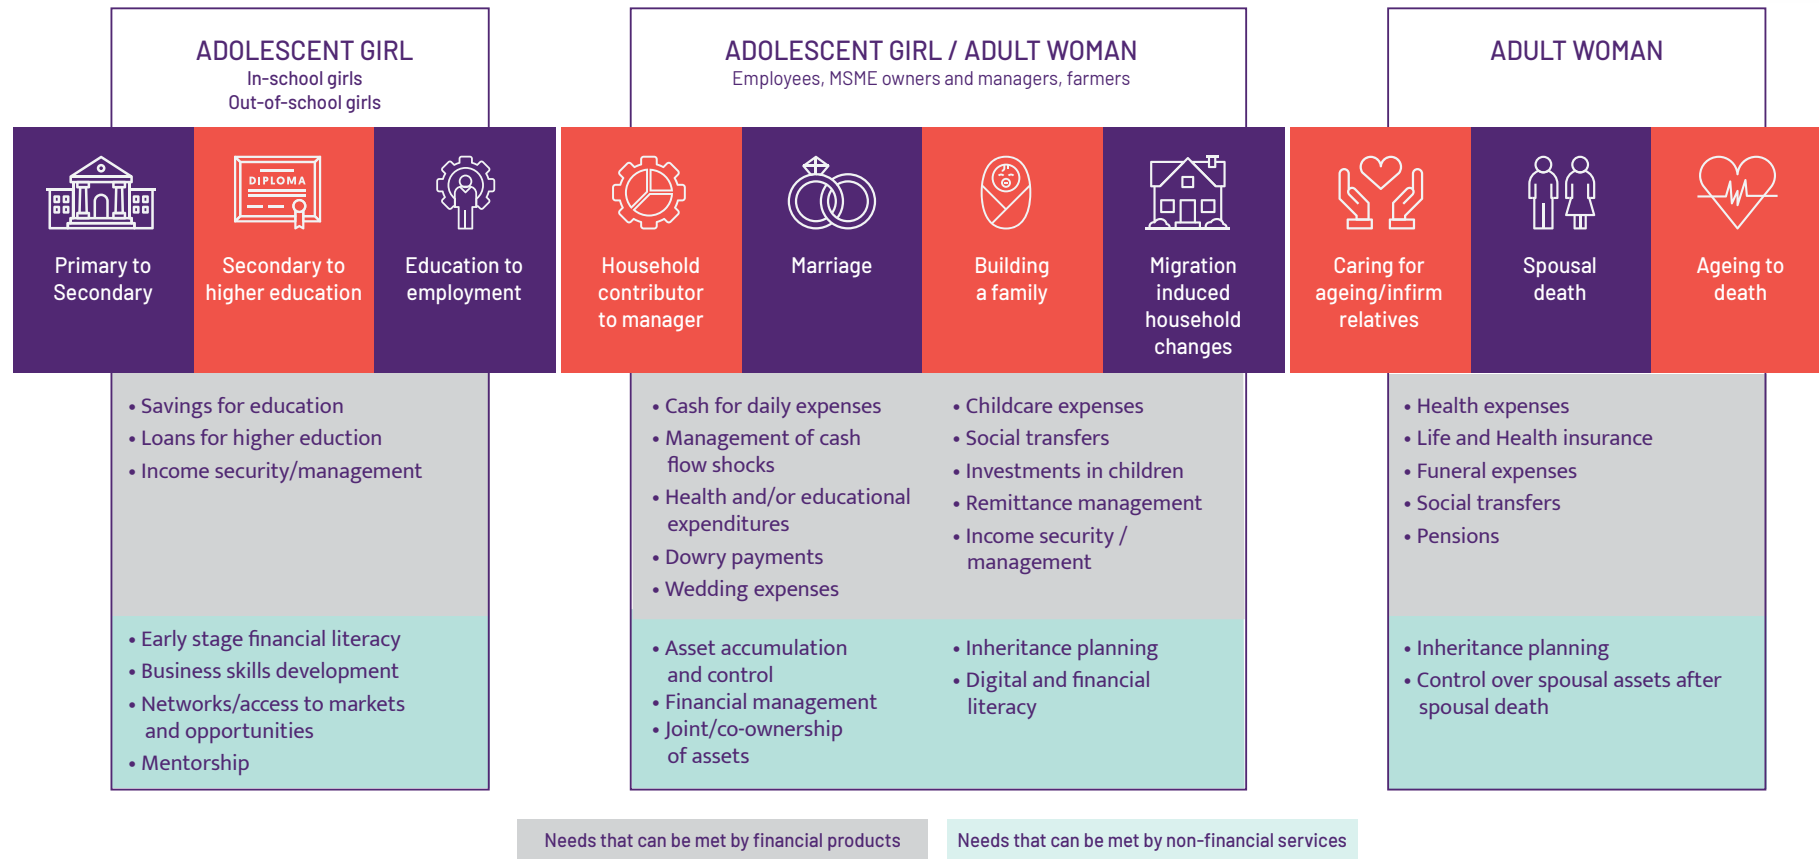 ADOLESCENT GIRL
In-school girls
Out-of-school girls
ADOLESCENT GIRL / ADULT WOMAN
Employees, MSME owners and managers, farmers
ADULT WOMAN
Primary to
Secondary
DIPLOMA
Secondary to
higher education
Education to
employment
Household
contributor
to manager
Marriage
Building
a family
Migration
induced
household
changes
Caring for
ageing/infirm
relatives
Spousal
death
Ageing to
death
• Savings for education
• Loans for higher eduction
• Income security/management
• Early stage financial literacy
• Business skills development
• Networks/access to markets
and opportunities
• Mentorship
• Cash for daily expenses
• Management of cash
flow shocks
• Health and/or educational
expenditures
• Dowry payments
• Wedding expenses
• Childcare expenses
• Social transfers
• Investments in children
• Remittance management
• Income security /
management
• Asset accumulation
and control
• Financial management
• Joint/co-ownership
of assets
• Inheritance planning
• Digital and financial
literacy
• Health expenses
• Life and Health insurance
• Funeral expenses
• Social transfers
• Pensions
• Inheritance planning
• Control over spousal assets after
spousal death
Needs that can be met by financial products
Needs that can be met by non-financial services